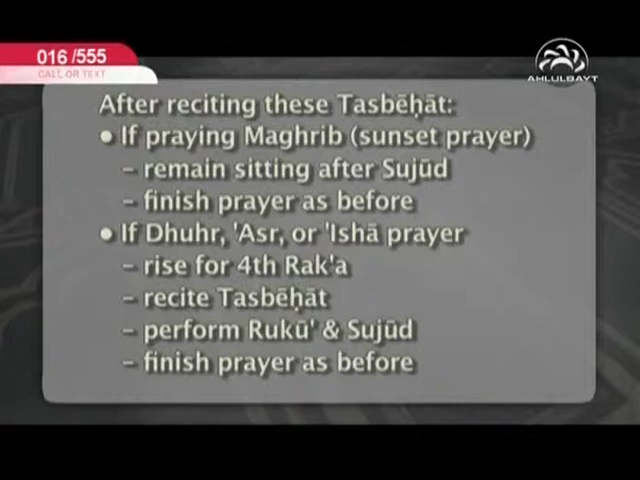 016 /555
CALL, OR TEXT
AHLULBAYT
After reciting these Tasbēḥāt:
• If praying Maghrib (sunset prayer)
– remain sitting after Sujūd
– finish prayer as before
• If Dhuhr, 'Asr, or 'Ishā prayer
– rise for 4th Rak'a
– recite Tasbēḥāt
– perform Rukū' & Sujūd
– finish prayer as before